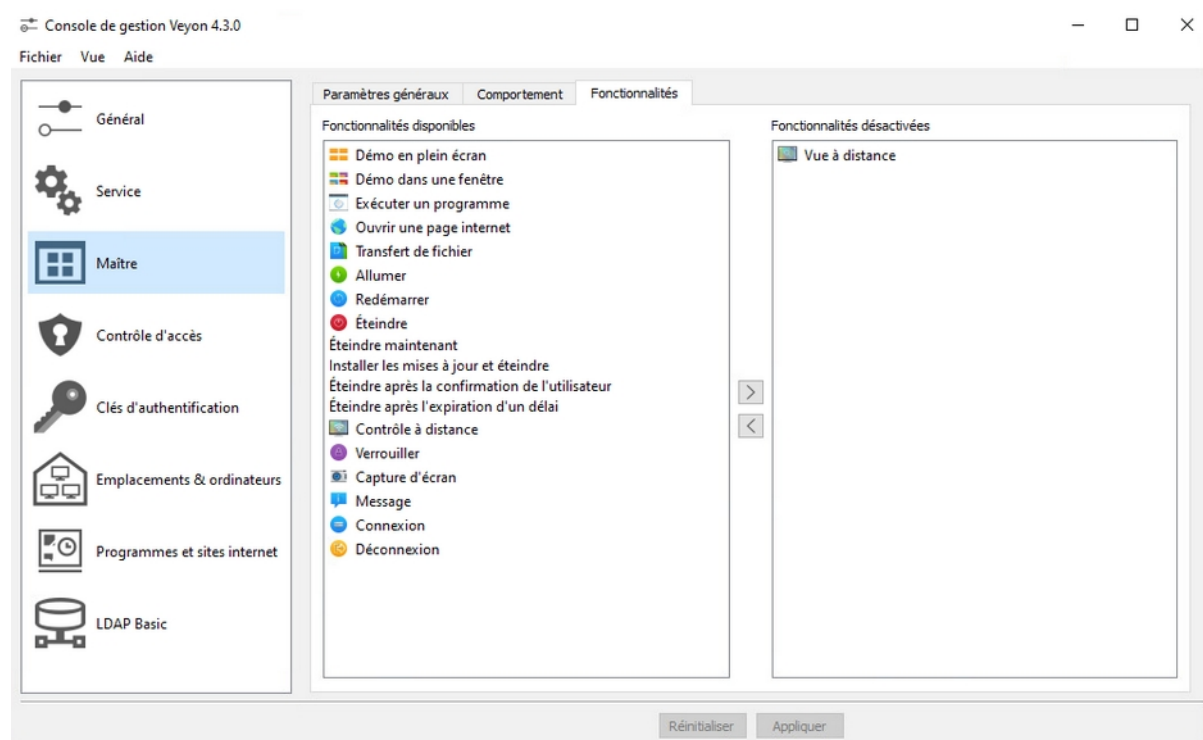 Console de gestion Veyon 4.3.0
Fichier Vue Aide
Général
Service
Maître
Contrôle d'accès
Clés d'authentification
Emplacements & ordinateurs
Programmes et sites internet
LDAP Basic
Paramètres généraux Comportement Fonctionnalités
Fonctionnalités disponibles
Démo en plein écran
Démo dans une fenêtre
Exécuter un programme
Ouvrir une page internet
Transfert de fichier
Allumer
Redémarrer
Éteindre
Éteindre maintenant
Installer les mises à jour et éteindre
Éteindre après la confirmation de l'utilisateur
Éteindre après l'expiration d'un délai
Contrôle à distance
Verrouiller
Capture d'écran
Message
Connexion
Déconnexion
Fonctionnalités désactivées
Vue à distance
Réinitialiser Appliquer